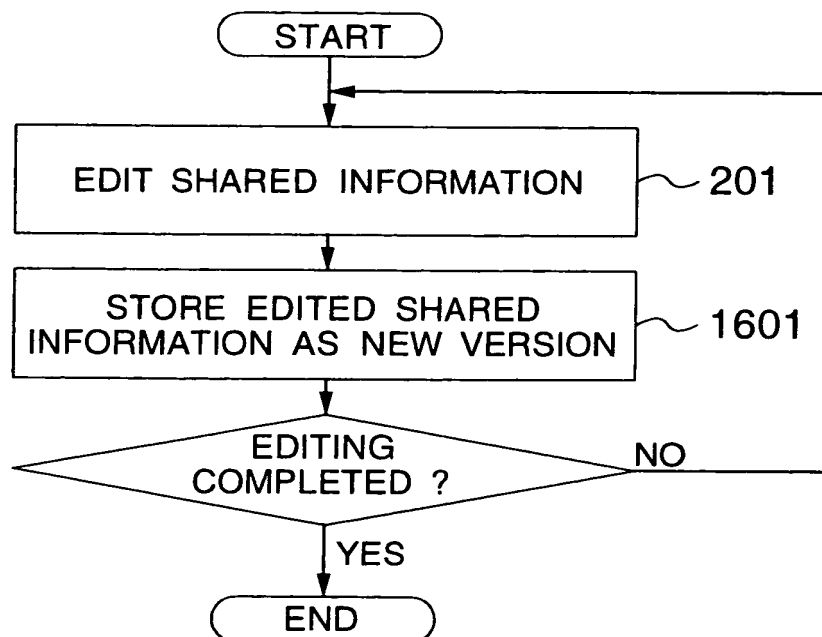 START
EDIT SHARED INFORMATION
201
STORE EDITED SHARED
INFORMATION AS NEW VERSION
1601
EDITING
COMPLETED ?
NO
YES
END